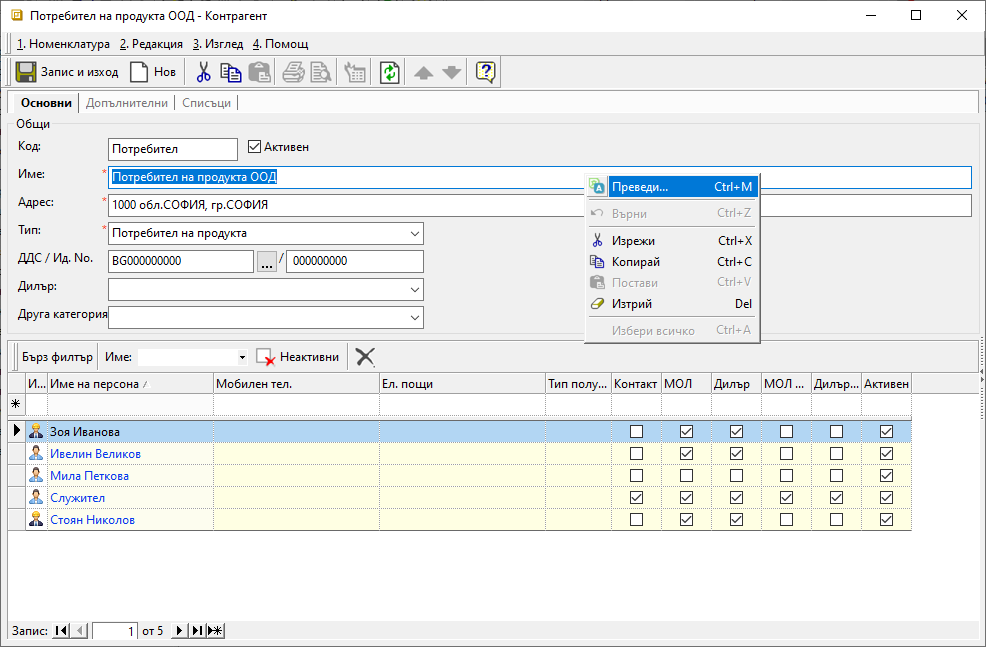 Потребител на продукта ООД - Контрагент
1. Номенклатура 2. Редакция 3. Изглед 4. Помощ
Запис и изход Нов
Основни Допълнителни Списъци
Общи
Код: Потребител Активен
Име: * Потребител на продукта ООД
Адрес: * 1000 обл.СОФИЯ, гр.СОФИЯ
Тип: * Потребител на продукта
ДДС / Ид. No. BG000000000 ... / 000000000
Дилър:
Друга категория
Преведи... Ctrl+M
Върни Ctrl+Z
Изрежи Ctrl+X
Копирай Ctrl+C
Постави Ctrl+V
Изтрий Del
Избери всичко Ctrl+A
Бърз филтър Име: Неактивни
И... Име на персона Мобилен тел. Ел. пощи Тип полу... Контакт МОЛ Дилър МОЛ ... Дилър... Активен
Зоя Иванова
Ивелин Великов
Мила Петкова
Служител
Стоян Николов
Запис: 1 от 5